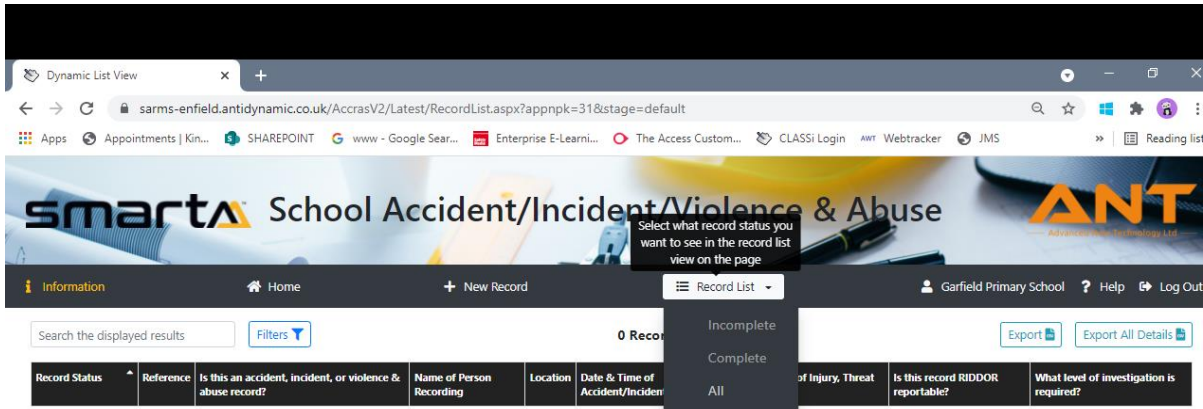 Dynamic List View
sarms-enfield.antidynamic.co.uk/AccrasV2/Latest/RecordList.aspx?appnpk=31&stage=default
Apps Appointments | Kin... SHAREPOINT www - Google Sear... Enterprise E-Learni... The Access Custom... CLASSi Login AWT Webtracker JMS » Reading list
smarta School Accident/Incident/Violence & Abuse ANT
Select what record status you
want to see in the record list
view on the page
Information Home New Record Record List Garfield Primary School ? Help Log Out
Search the displayed results Filters 0 Recor Export Export All Details
Incomplete
Complete
All
Record Status Reference Is this an accident, incident, or violence & Name of Person Location Date & Time of of Injury, Threat Is this record RIDDOR What level of investigation is
abuse record? Recording Accident/Inciden reportable? required?